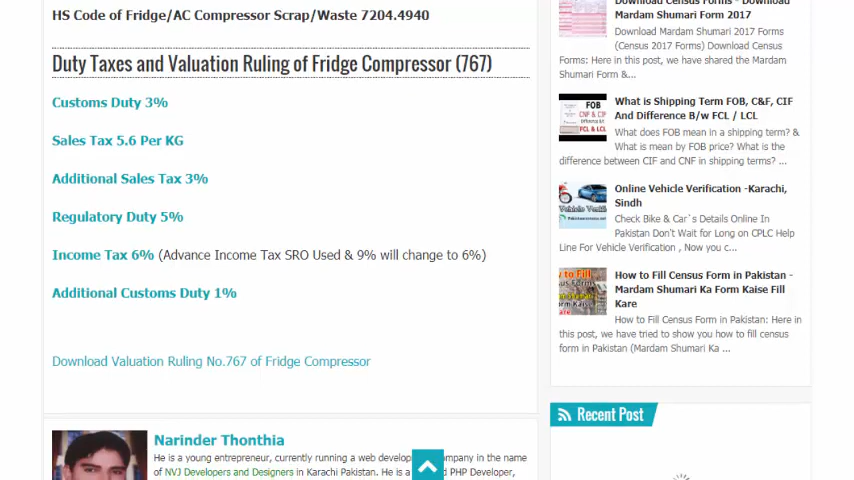 HS Code of Fridge/AC Compressor Scrap/Waste 7204.4940
Duty Taxes and Valuation Ruling of Fridge Compressor (767)
Customs Duty 3%
Sales Tax 5.6 Per KG
Additional Sales Tax 3%
Regulatory Duty 5%
Income Tax 6% (Advance Income Tax SRO Used & 9% will change to 6%)
Additional Customs Duty 1%
Download Valuation Ruling No.767 of Fridge Compressor
Narinder Thonthia
He is a young entrepreneur, currently running a web develop company in the name
of NVJ Developers and Designers in Karachi Pakistan. He is a PHP Developer,
Download Census Forms - Download
Mardam Shumari Form 2017
Download Mardam Shumari 2017 Forms
(Census 2017 Forms) Download Census
Forms: Here in this post, we have shared the Mardam
Shumari Form &...
FOB
FCL & LCL
What is Shipping Term FOB, C&F, CIF
And Difference B/w FCL / LCL
What does FOB mean in a shipping term? &
What is mean by FOB price? What is the
difference between CIF and CNF in shipping terms? ...
Online Vehicle Verification -Karachi,
Sindh
Check Bike & Car`s Details Online In
Pakistan Don't Wait for Long on CPLC Help
Line For Vehicle Verification , Now you c...
How to Fill Census Form in Pakistan -
Mardam Shumari Ka Form Kaise Fill
Kare
How to Fill Census Form in Pakistan: Here in
this post, we have tried to show you how to fill census
form in Pakistan (Mardam Shumari Ka ...
Recent Post